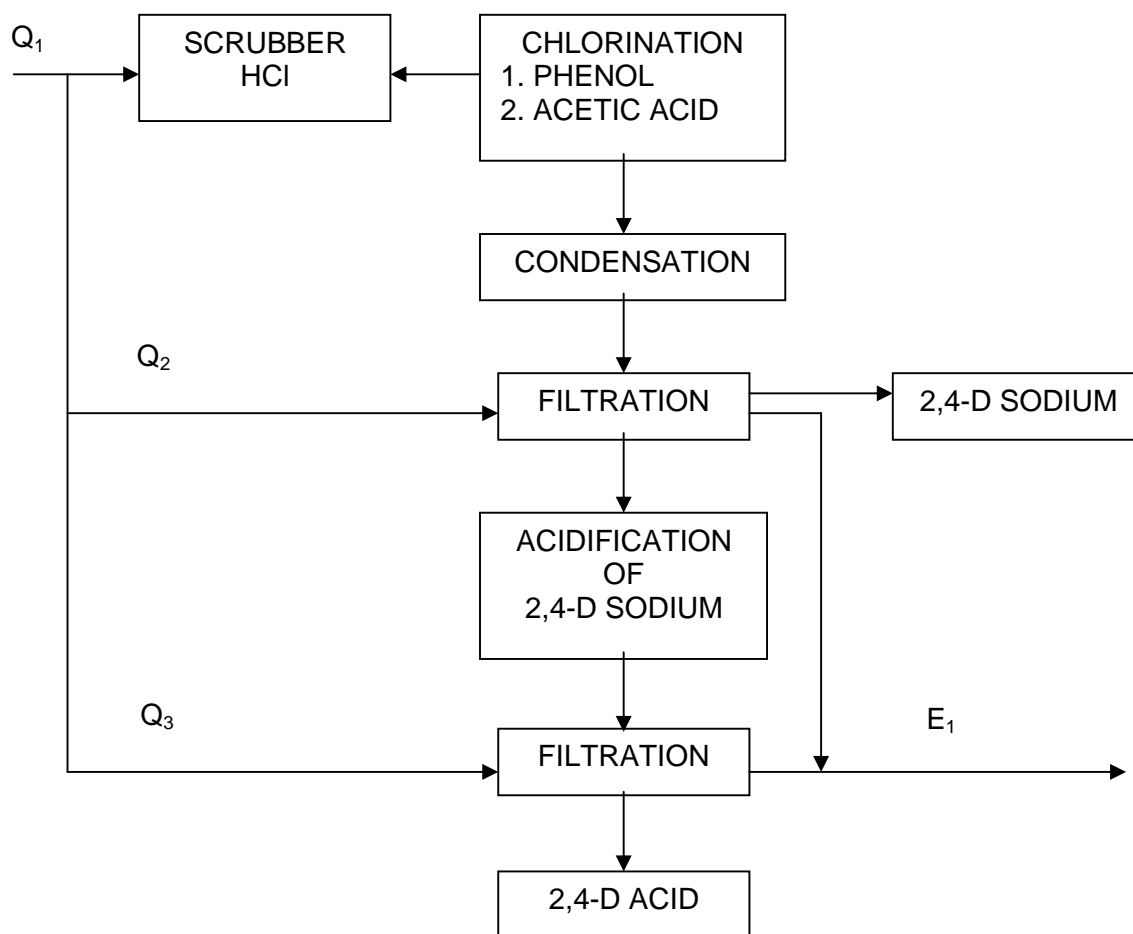 Q₁
SCRUBBER
HCl
CHLORINATION
1. PHENOL
2. ACETIC ACID
CONDENSATION
Q₂
FILTRATION
2,4-D SODIUM
ACIDIFICATION
OF
2,4-D SODIUM
Q₃
FILTRATION
E₁
2,4-D ACID